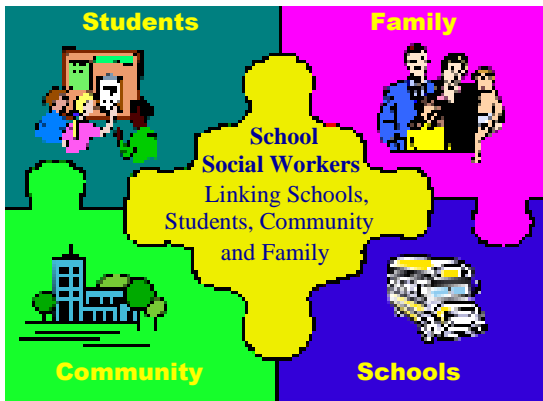 Students
Family
School
Social Workers
Linking Schools,
Students, Community
and Family
Community
Schools